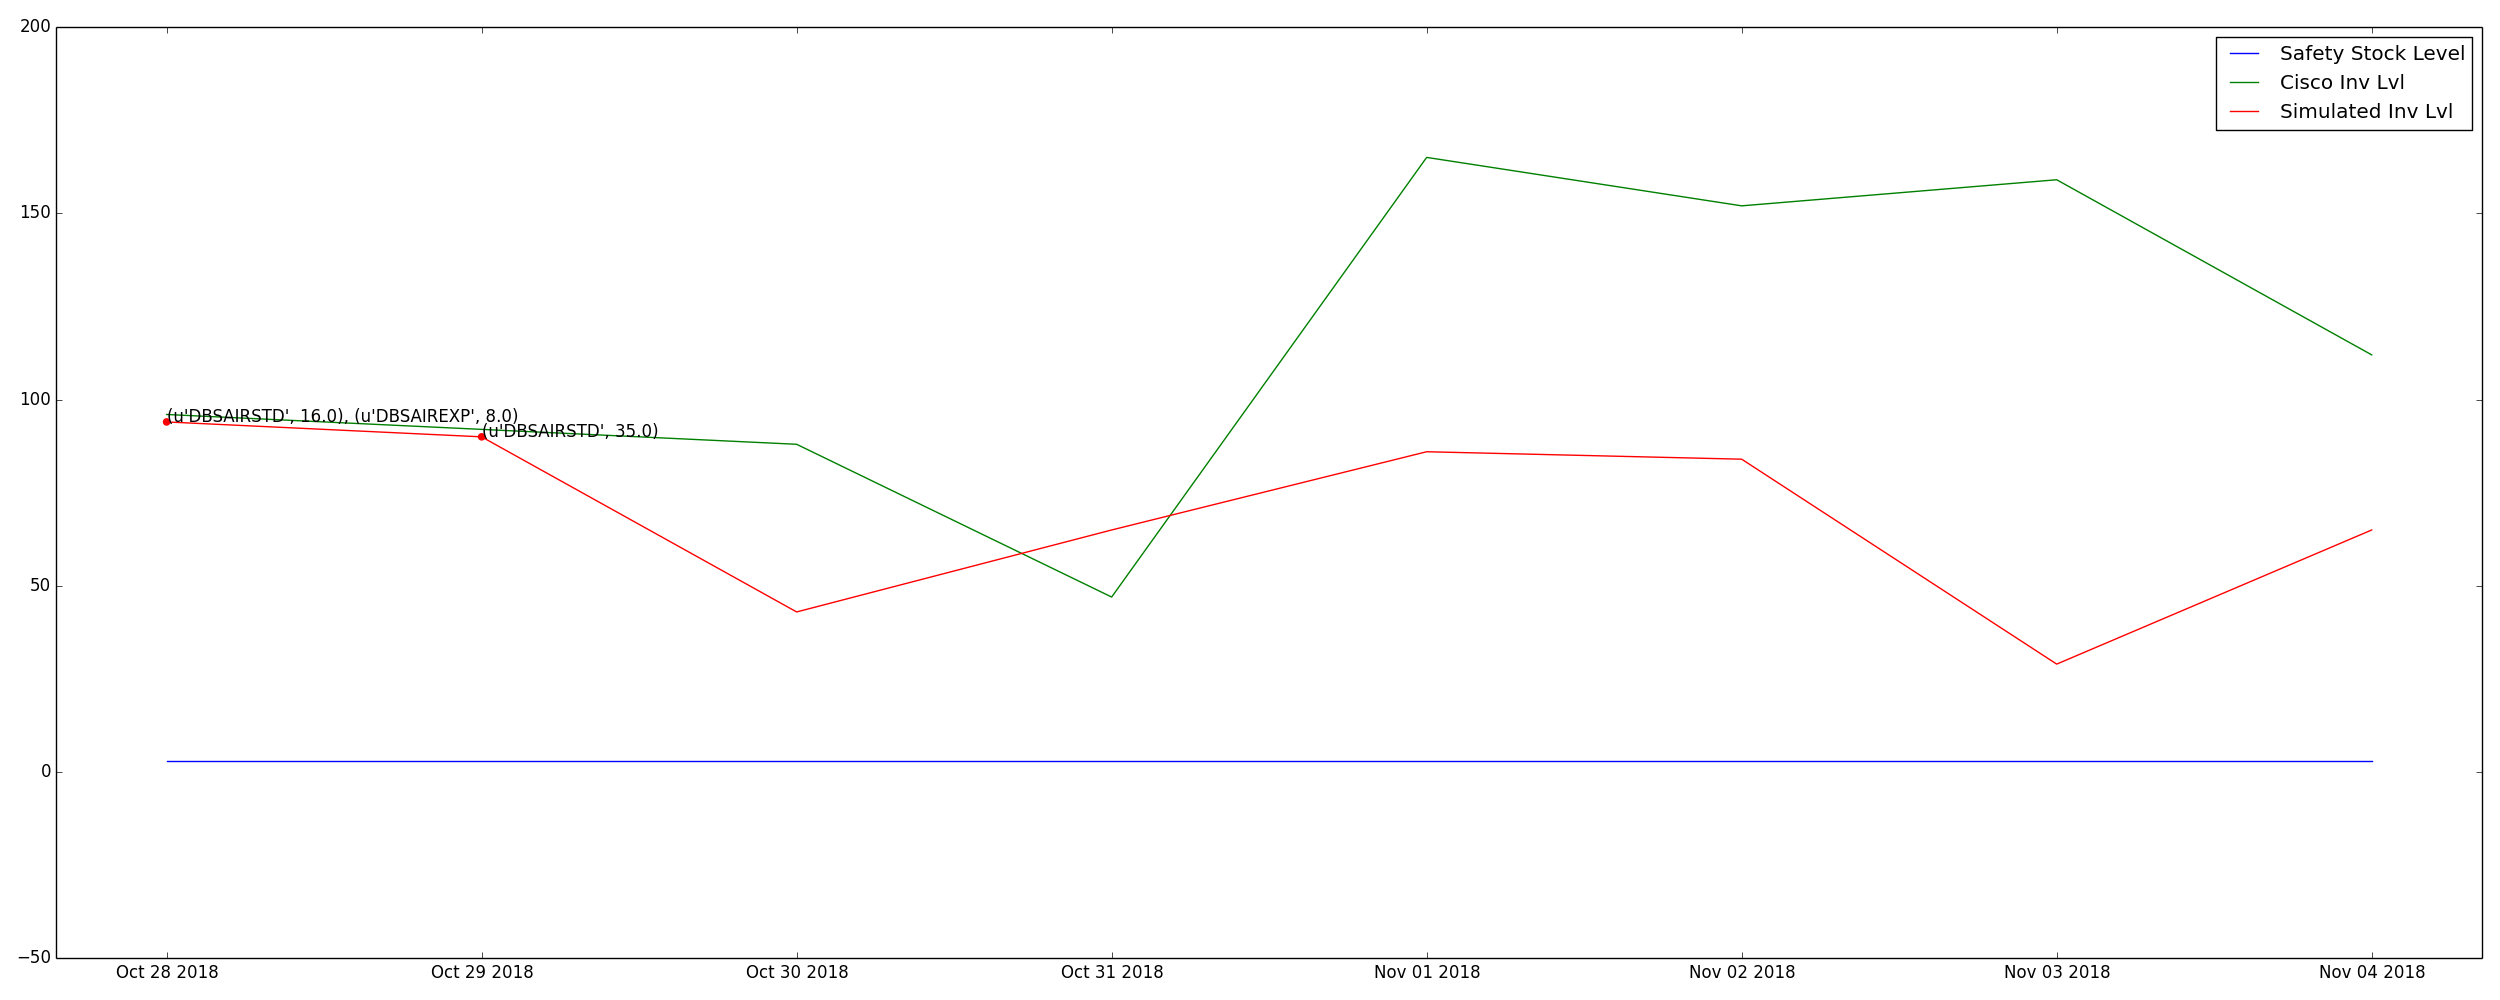 200
Safety Stock Level
Cisco Inv Lvl
Simulated Inv Lvl
150
100
(u'DBSAIRSTD', 16.0), (u'DBSAIREXP', 8.0)
(u'DBSAIRSTD', 35.0)
50
0
−50
Oct 28 2018 Oct 29 2018 Oct 30 2018 Oct 31 2018 Nov 01 2018 Nov 02 2018 Nov 03 2018 Nov 04 2018